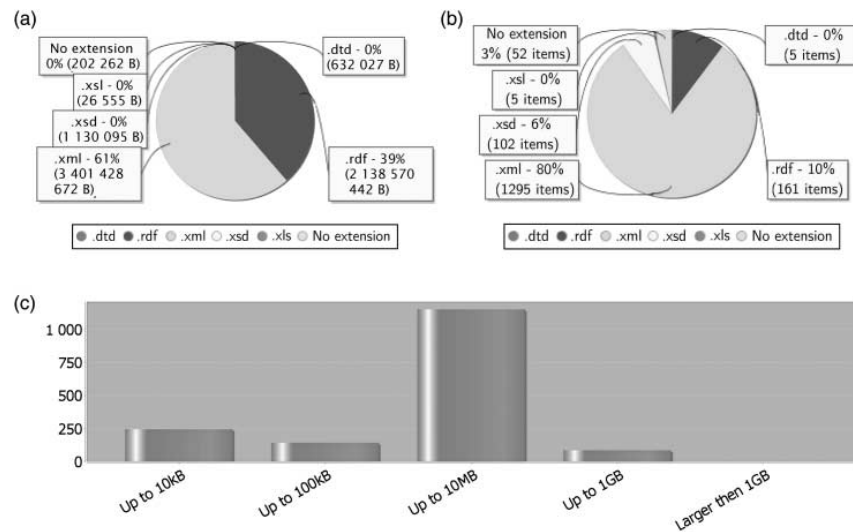 (a)
No extension
0% (202 262 B)
.xsl - 0%
(26 555 B)
.xsd - 0%
(1 130 095 B)
.xml - 61%
(3 401 428
672 B)
.dtd - 0%
(632 027 B)
.rdf - 39%
(2 138 570
442 B)
.dtd .rdf .xml .xsd .xls No extension
(b)
No extension
3% (52 items)
.xsl - 0%
(5 items)
.xsd - 6%
(102 items)
.xml - 80%
(1295 items)
.dtd - 0%
(5 items)
.rdf - 10%
(161 items)
.dtd .rdf .xml .xsd .xls No extension
(c)
1 000
750
500
250
0
Up to 10kB
Up to 100kB
Up to 10MB
Up to 1GB
Larger then 1GB